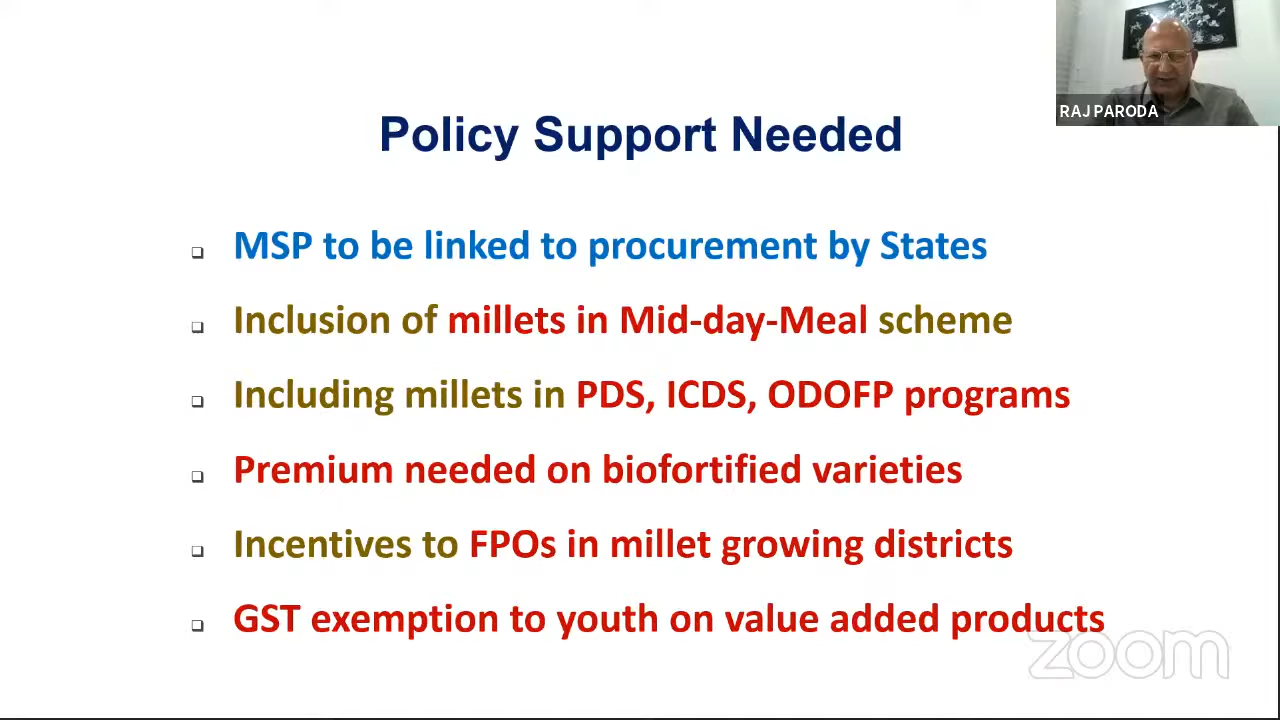 RAJ PARODA
Policy Support Needed
MSP to be linked to procurement by States
Inclusion of millets in Mid-day-Meal scheme
Including millets in PDS, ICDS, ODOFP programs
Premium needed on biofortified varieties
Incentives to FPOs in millet growing districts
GST exemption to youth on value added products
zoom